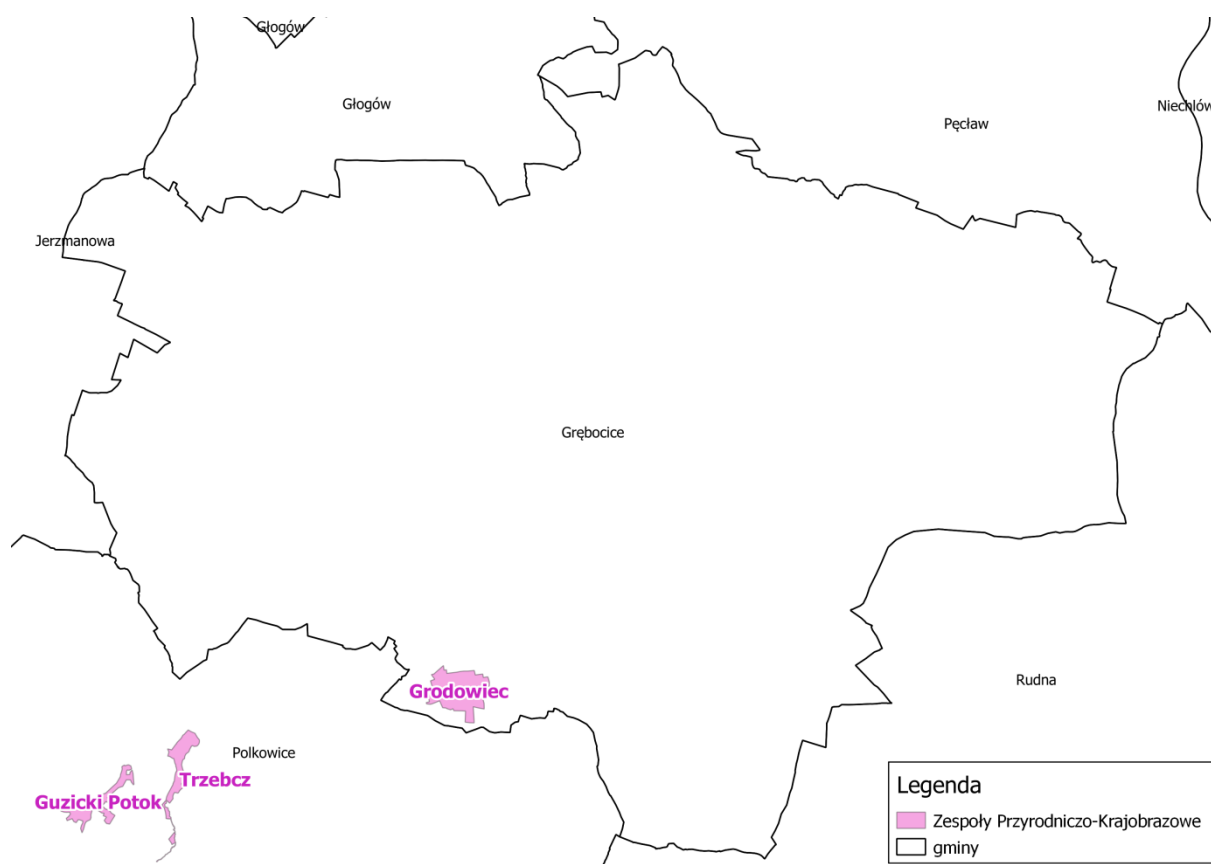 Głogów
Głogów
Niechlów
Pęcław
Jerzmanowa
Grębocice
Rudna
Grodowiec
Polkowice
Trzebcz
Guzicki Potok
Legenda
Zespoły Przyrodniczo-Krajobrazowe
gminy